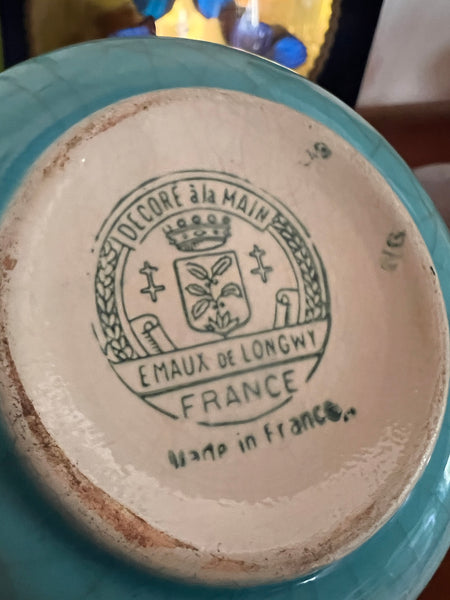 DECORÉ à la MAIN
EMAUX DE LONGWY
FRANCE
Made in France